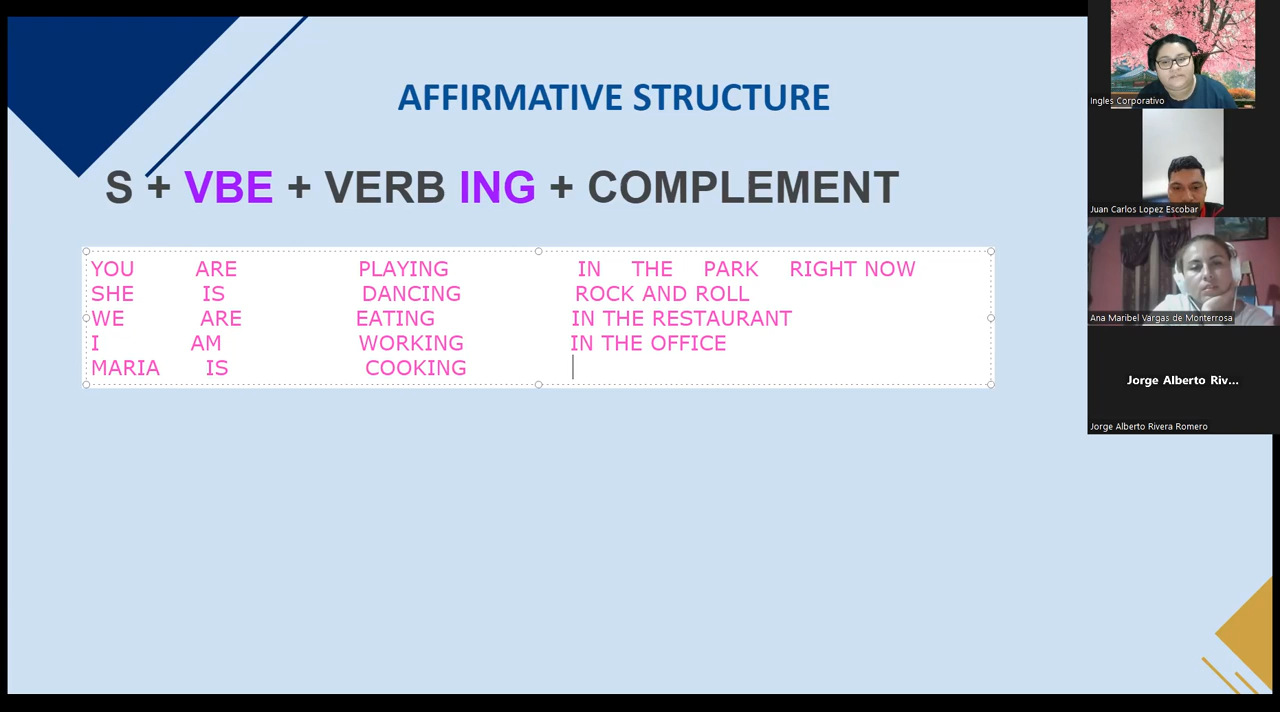 AFFIRMATIVE STRUCTURE
S + VBE + VERB ING + COMPLEMENT
YOU ARE PLAYING IN THE PARK RIGHT NOW
SHE IS DANCING ROCK AND ROLL
WE ARE EATING IN THE RESTAURANT
I AM WORKING IN THE OFFICE
MARIA IS COOKING
Ingles Corporativo
Juan Carlos Lopez Escobar
Ana Maribel Vargas de Monterrosa
Jorge Alberto Riv...
Jorge Alberto Rivera Romero